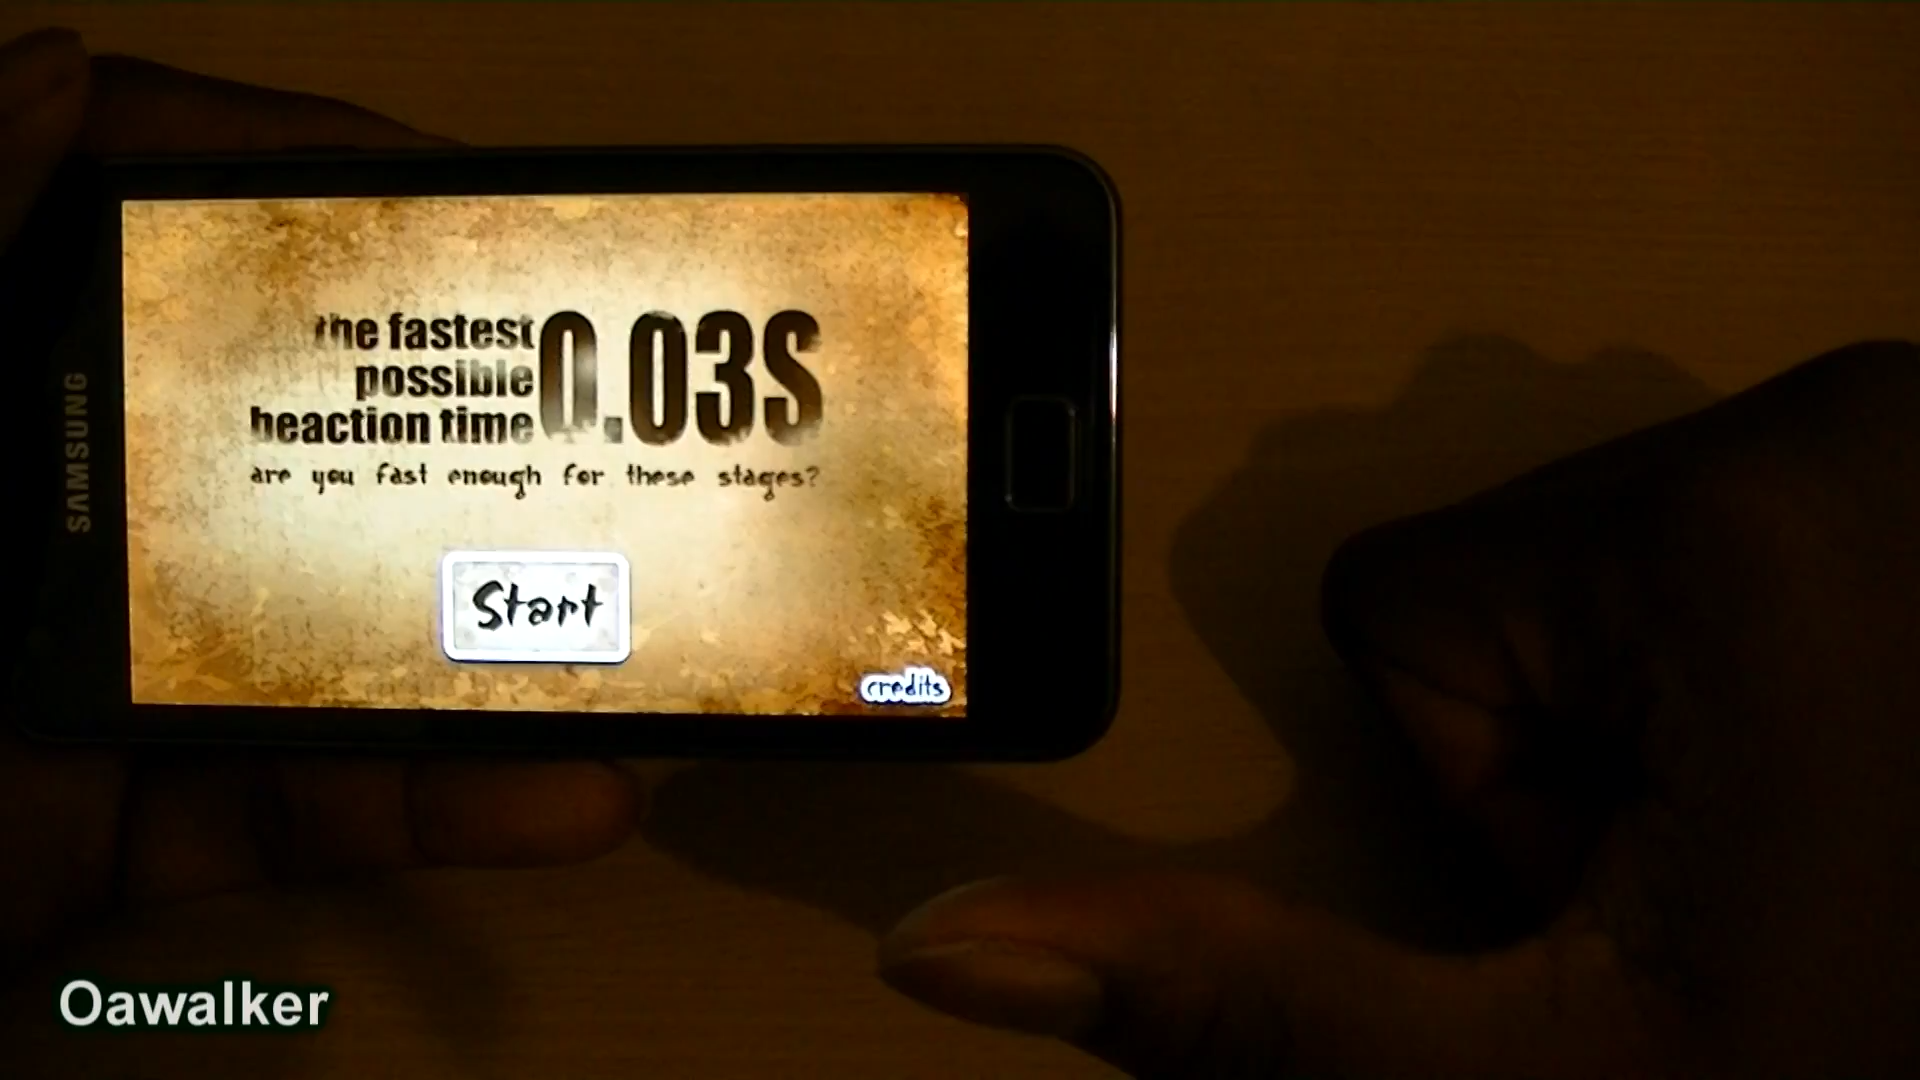 SAMSUNG
the fastest
possible
beaction time
0.03S
are you fast enough for these stages?
Start
credits
Oawalker